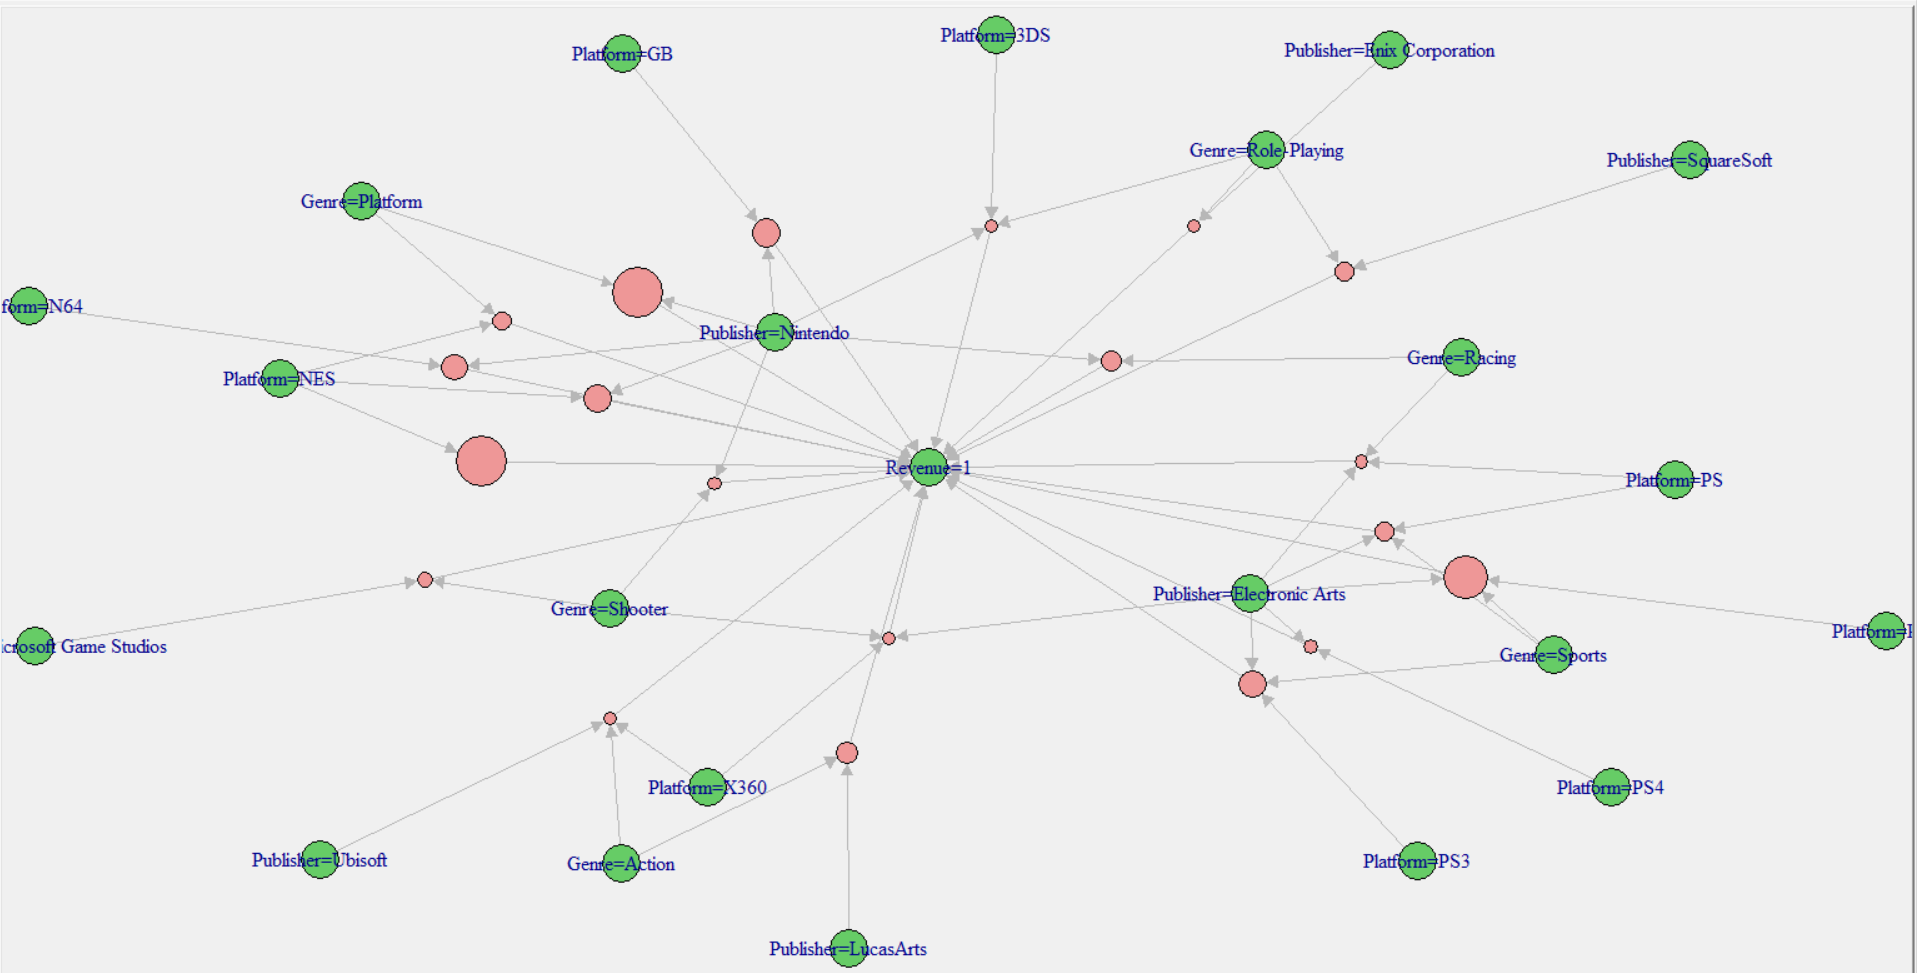 Platform=3DS
Publisher=Enix Corporation
Platform=GB
Genre=Role-Playing
Publisher=SquareSoft
Genre=Platform
form=N64
Publisher=Nintendo
Genre=Racing
Platform=NES
Revenue=1
Platform=PS
Publisher=Electronic Arts
Genre=Shooter
Platform=
crosoft Game Studios
Genre=Sports
Platform=X360
Platform=PS4
Publisher=Ubisoft
Genre=Action
Platform=PS3
Publisher=LucasArts